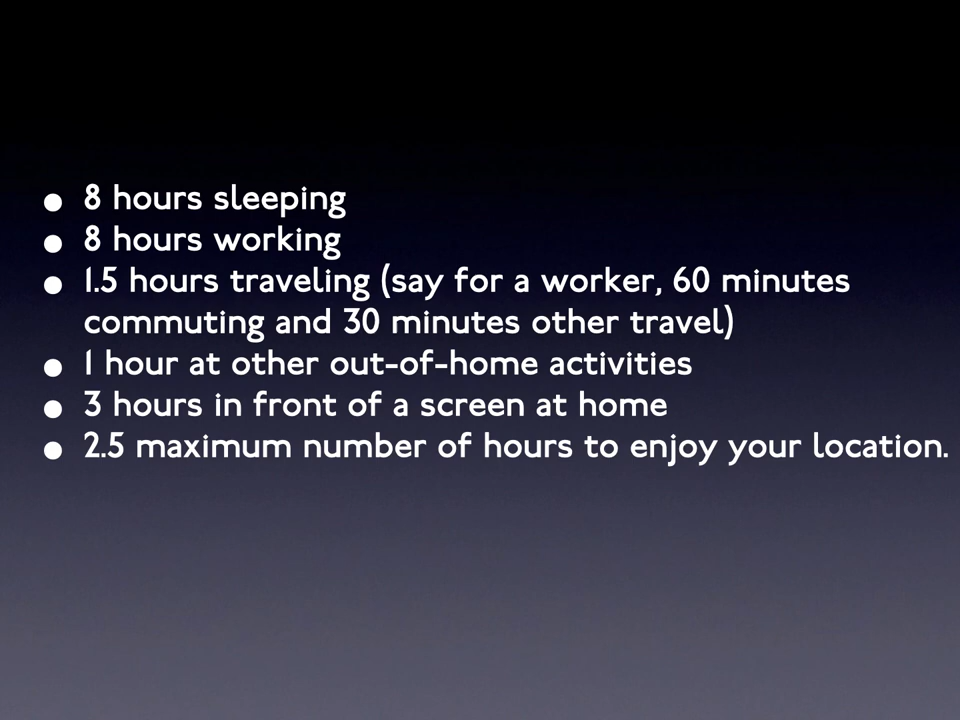 • 8 hours sleeping
• 8 hours working
• 1.5 hours traveling (say for a worker, 60 minutes
commuting and 30 minutes other travel)
• 1 hour at other out-of-home activities
• 3 hours in front of a screen at home
• 2.5 maximum number of hours to enjoy your location.